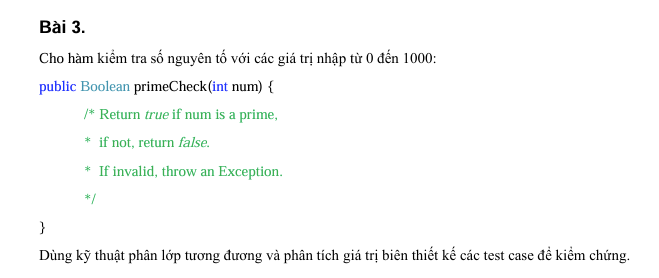 Bài 3.
Cho hàm kiểm tra số nguyên tố với các giá trị nhập từ 0 đến 1000:
public Boolean primeCheck(int num) {
/* Return true if num is a prime,
* if not, return false.
* If invalid, throw an Exception.
*/
}
Dùng kỹ thuật phân lớp tương đương và phân tích giá trị biên thiết kế các test case để kiểm chứng.